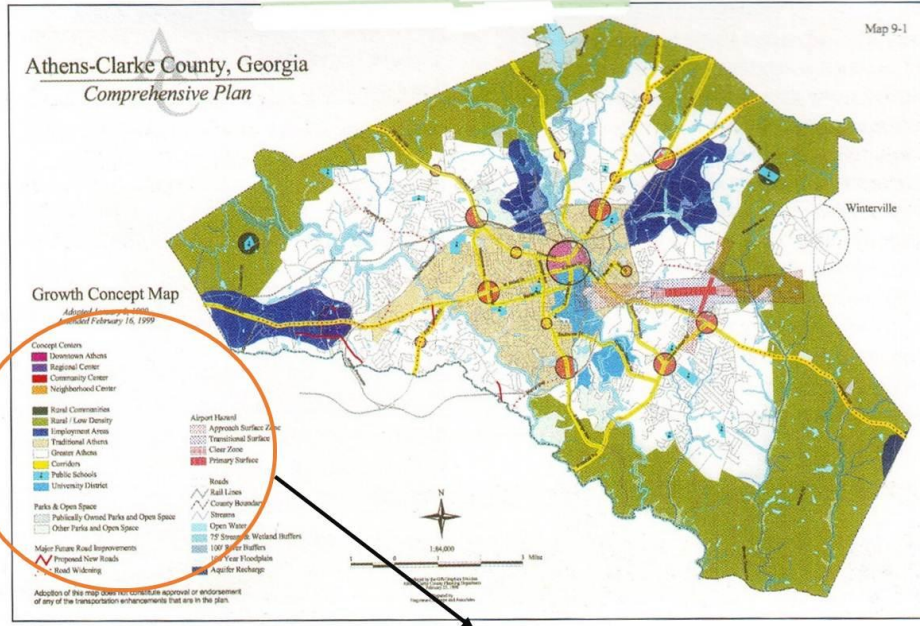 Map 9-1
Athens-Clarke County, Georgia
Comprehensive Plan
Winterville
Growth Concept Map
Adopted
Amended February 16, 1999
Concept Centers
Downtown Athens
Regional Center
Community Center
Neighborhood Center
Rural Communities
Rural / Low Density
Employment Areas
Traditional Athens
Greater Athens
Corridors
Public Schools
University District
Parks & Open Space
Publically Owned Parks and Open Space
Other Parks and Open Space
Major Future Road Improvements
Proposed New Roads
Road Widening
Airport Hazard
Approach Surface Zone
Transitional Surface
Clear Zone
Primary Surface
Roads
Rail Lines
County Boundary
Streams
Open Water
75' Stream & Wetland Buffers
100' River Buffers
100 Year Floodplain
Aquifer Recharge
N
1:84,000
1 0 1 Miles
Adoption of this map does not constitute approval or endorsement
of any of the transportation enhancements that are in the plan.